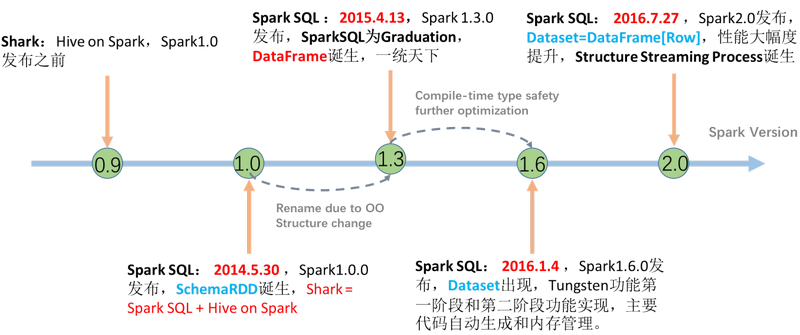 Shark：Hive on Spark，Spark1.0
发布之前
Spark SQL ：2015.4.13，Spark 1.3.0
发布，SparkSQL为Graduation，
DataFrame诞生，一统天下
Spark SQL：2016.7.27，Spark2.0发布，
Dataset=DataFrame[Row]，性能大幅度
提升，Structure Streaming Process诞生
Compile-time type safety
further optimization
Spark Version
0.9
1.0
1.3
1.6
2.0
Rename due to OO
Structure change
Spark SQL：2014.5.30 ，Spark1.0.0
发布，SchemaRDD诞生，Shark =
Spark SQL + Hive on Spark
Spark SQL：2016.1.4 ，Spark1.6.0发
布，Dataset出现，Tungsten功能第
一阶段和第二阶段功能实现，主要
代码自动生成和内存管理。